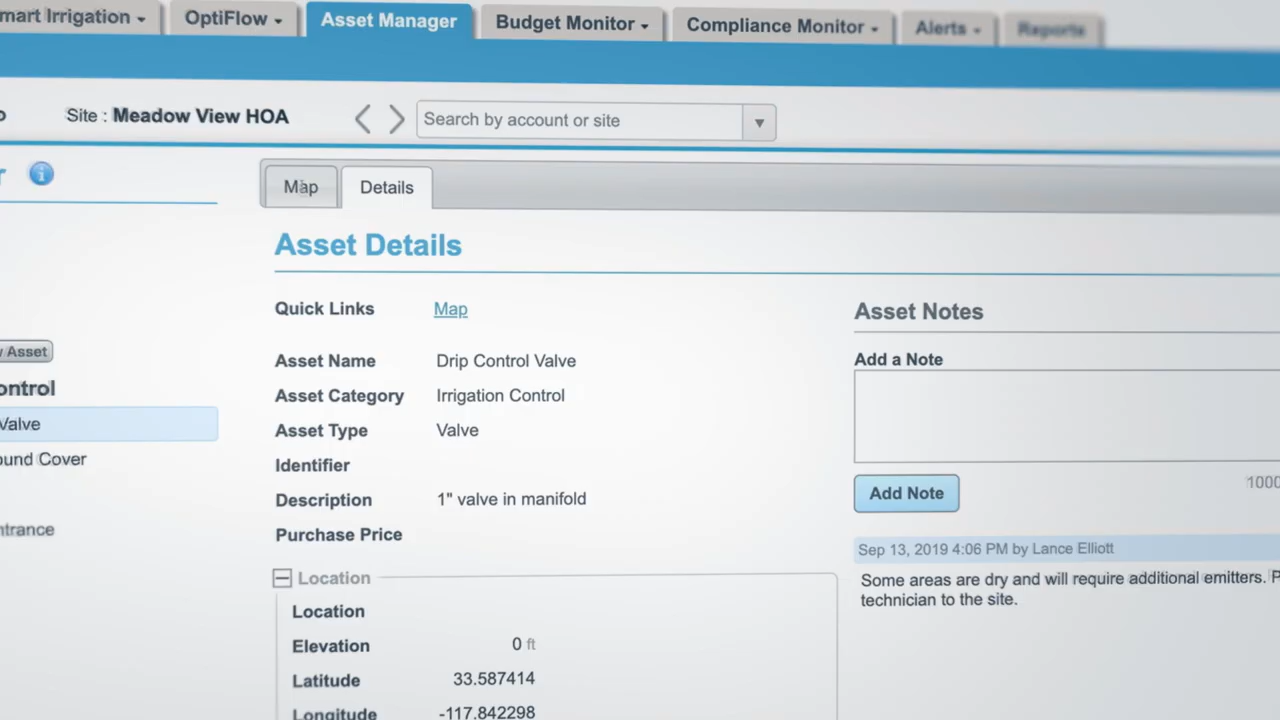 mart Irrigation OptiFlow Asset Manager Budget Monitor Compliance Monitor Alerts Reports
Site : Meadow View HOA Search by account or site
Map Details
Asset Details
Quick Links Map
Asset Name Drip Control Valve
Asset Category Irrigation Control
Asset Type Valve
Identifier
Description 1" valve in manifold
Purchase Price
Location
Location
Elevation 0 ft
Latitude 33.587414
Longitude -117.842298
Asset
ontrol
Valve
ound Cover
ntrance
Asset Notes
Add a Note
Add Note 1000
Sep 13, 2019 4:06 PM by Lance Elliott
Some areas are dry and will require additional emitters. P
technician to the site.